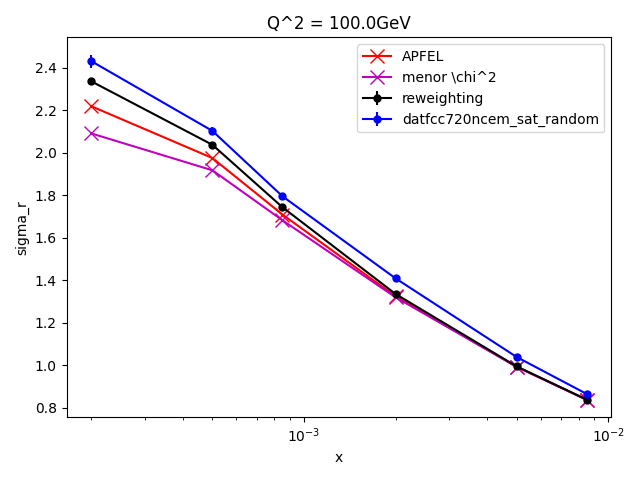 Q^2 = 100.0GeV
APFEL
menor \chi^2
reweighting
datfcc720ncem_sat_random
sigma_r
2.4
2.2
2.0
1.8
1.6
1.4
1.2
1.0
0.8
10⁻³ 10⁻²
x